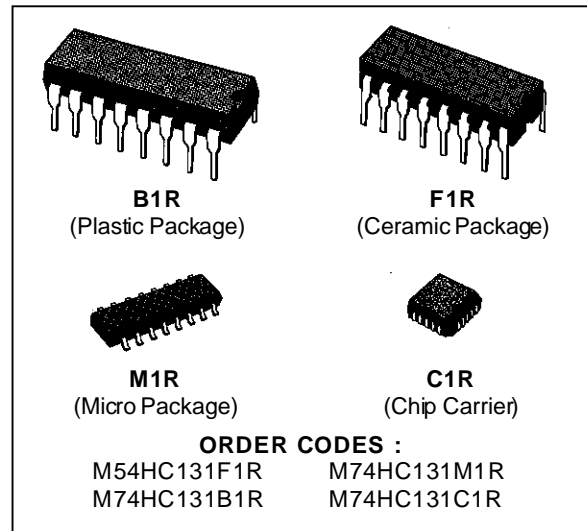 B1R
(Plastic Package)
F1R
(Ceramic Package)
M1R
(Micro Package)
C1R
(Chip Carrier)
ORDER CODES :
M54HC131F1R M74HC131M1R
M74HC131B1R M74HC131C1R